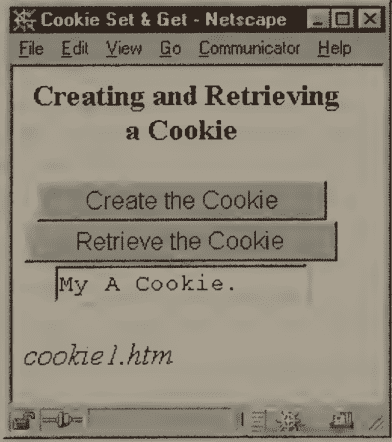 Cookie Set & Get - Netscape
File Edit View Go Communicator Help
Creating and Retrieving
a Cookie
Create the Cookie
Retrieve the Cookie
My A Cookie.
cookie1.htm